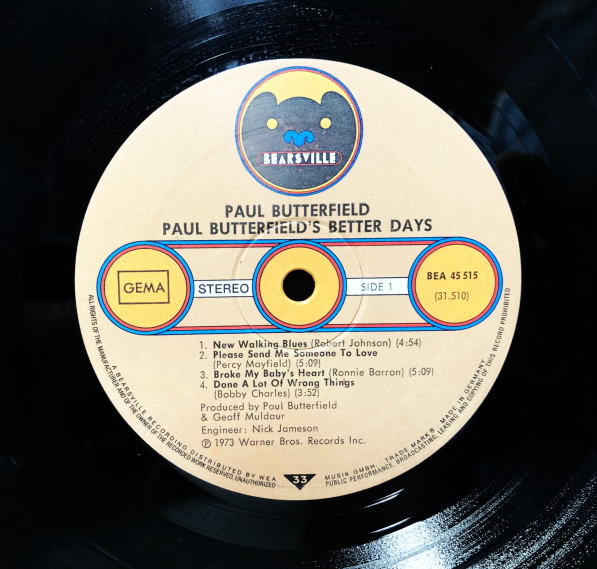 BEARSVILLE
PAUL BUTTERFIELD
PAUL BUTTERFIELD'S BETTER DAYS
GEMA
STEREO
SIDE 1
BEA 45 515
(31.510)
1. New Walking Blues (Robert Johnson) (4:54)
2. Please Send Me Someone To Love
(Percy Mayfield) (5:09)
3. Broke My Baby's Heart (Ronnie Barron) (5:09)
4. Done A Lot Of Wrong Things
(Bobby Charles) (3:52)
Produced by Paul Butterfield
& Geoff Muldaur
Engineer: Nick Jameson
℗ 1973 Warner Bros. Records Inc.
33
A BEARSVILLE RECORDING DISTRIBUTED BY WEA MUSIK GMBH. TRADE MARK® MADE IN GERMANY
ALL RIGHTS OF THE MANUFACTURER AND OF THE OWNER OF THE RECORDED WORK RESERVED. UNAUTHORIZED PUBLIC PERFORMANCE, BROADCASTING, LEASING AND COPYING OF THIS RECORD PROHIBITED